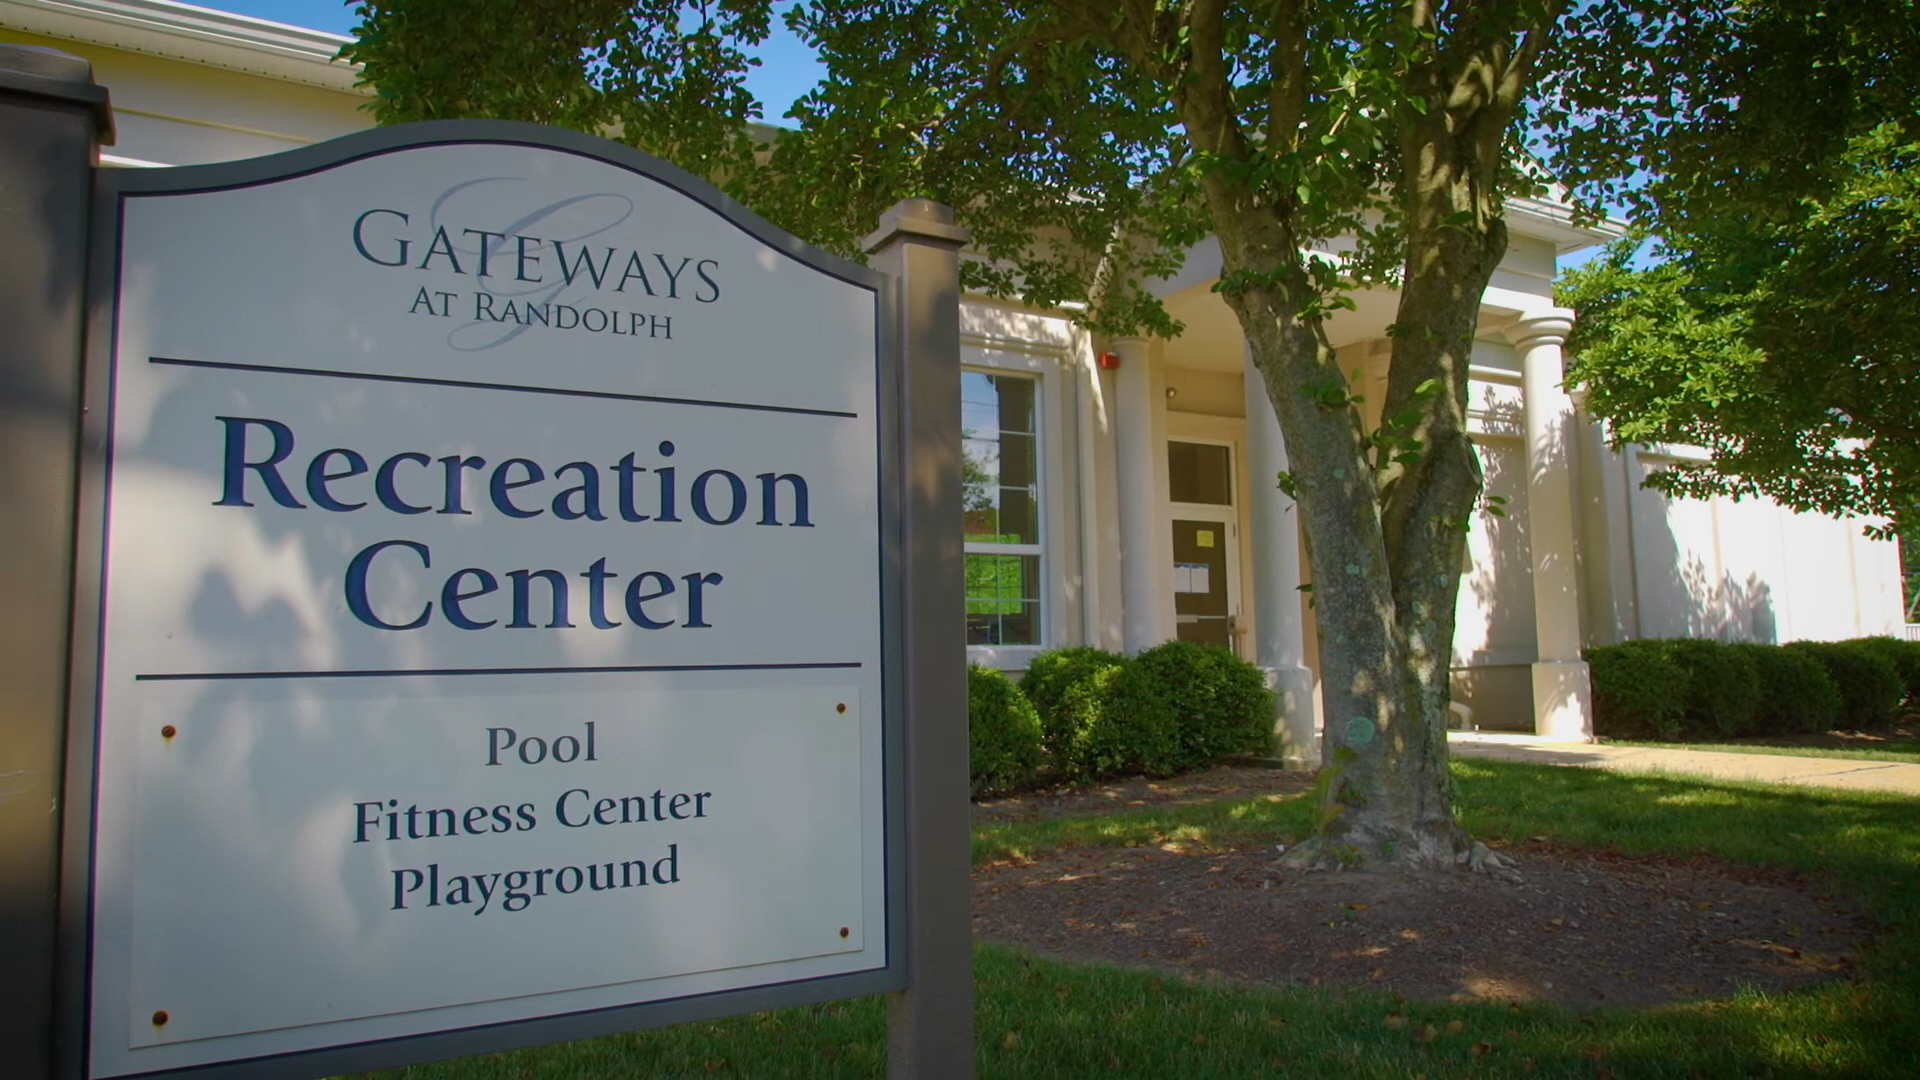 GATEWAYS
AT RANDOLPH
Recreation
Center
Pool
Fitness Center
Playground